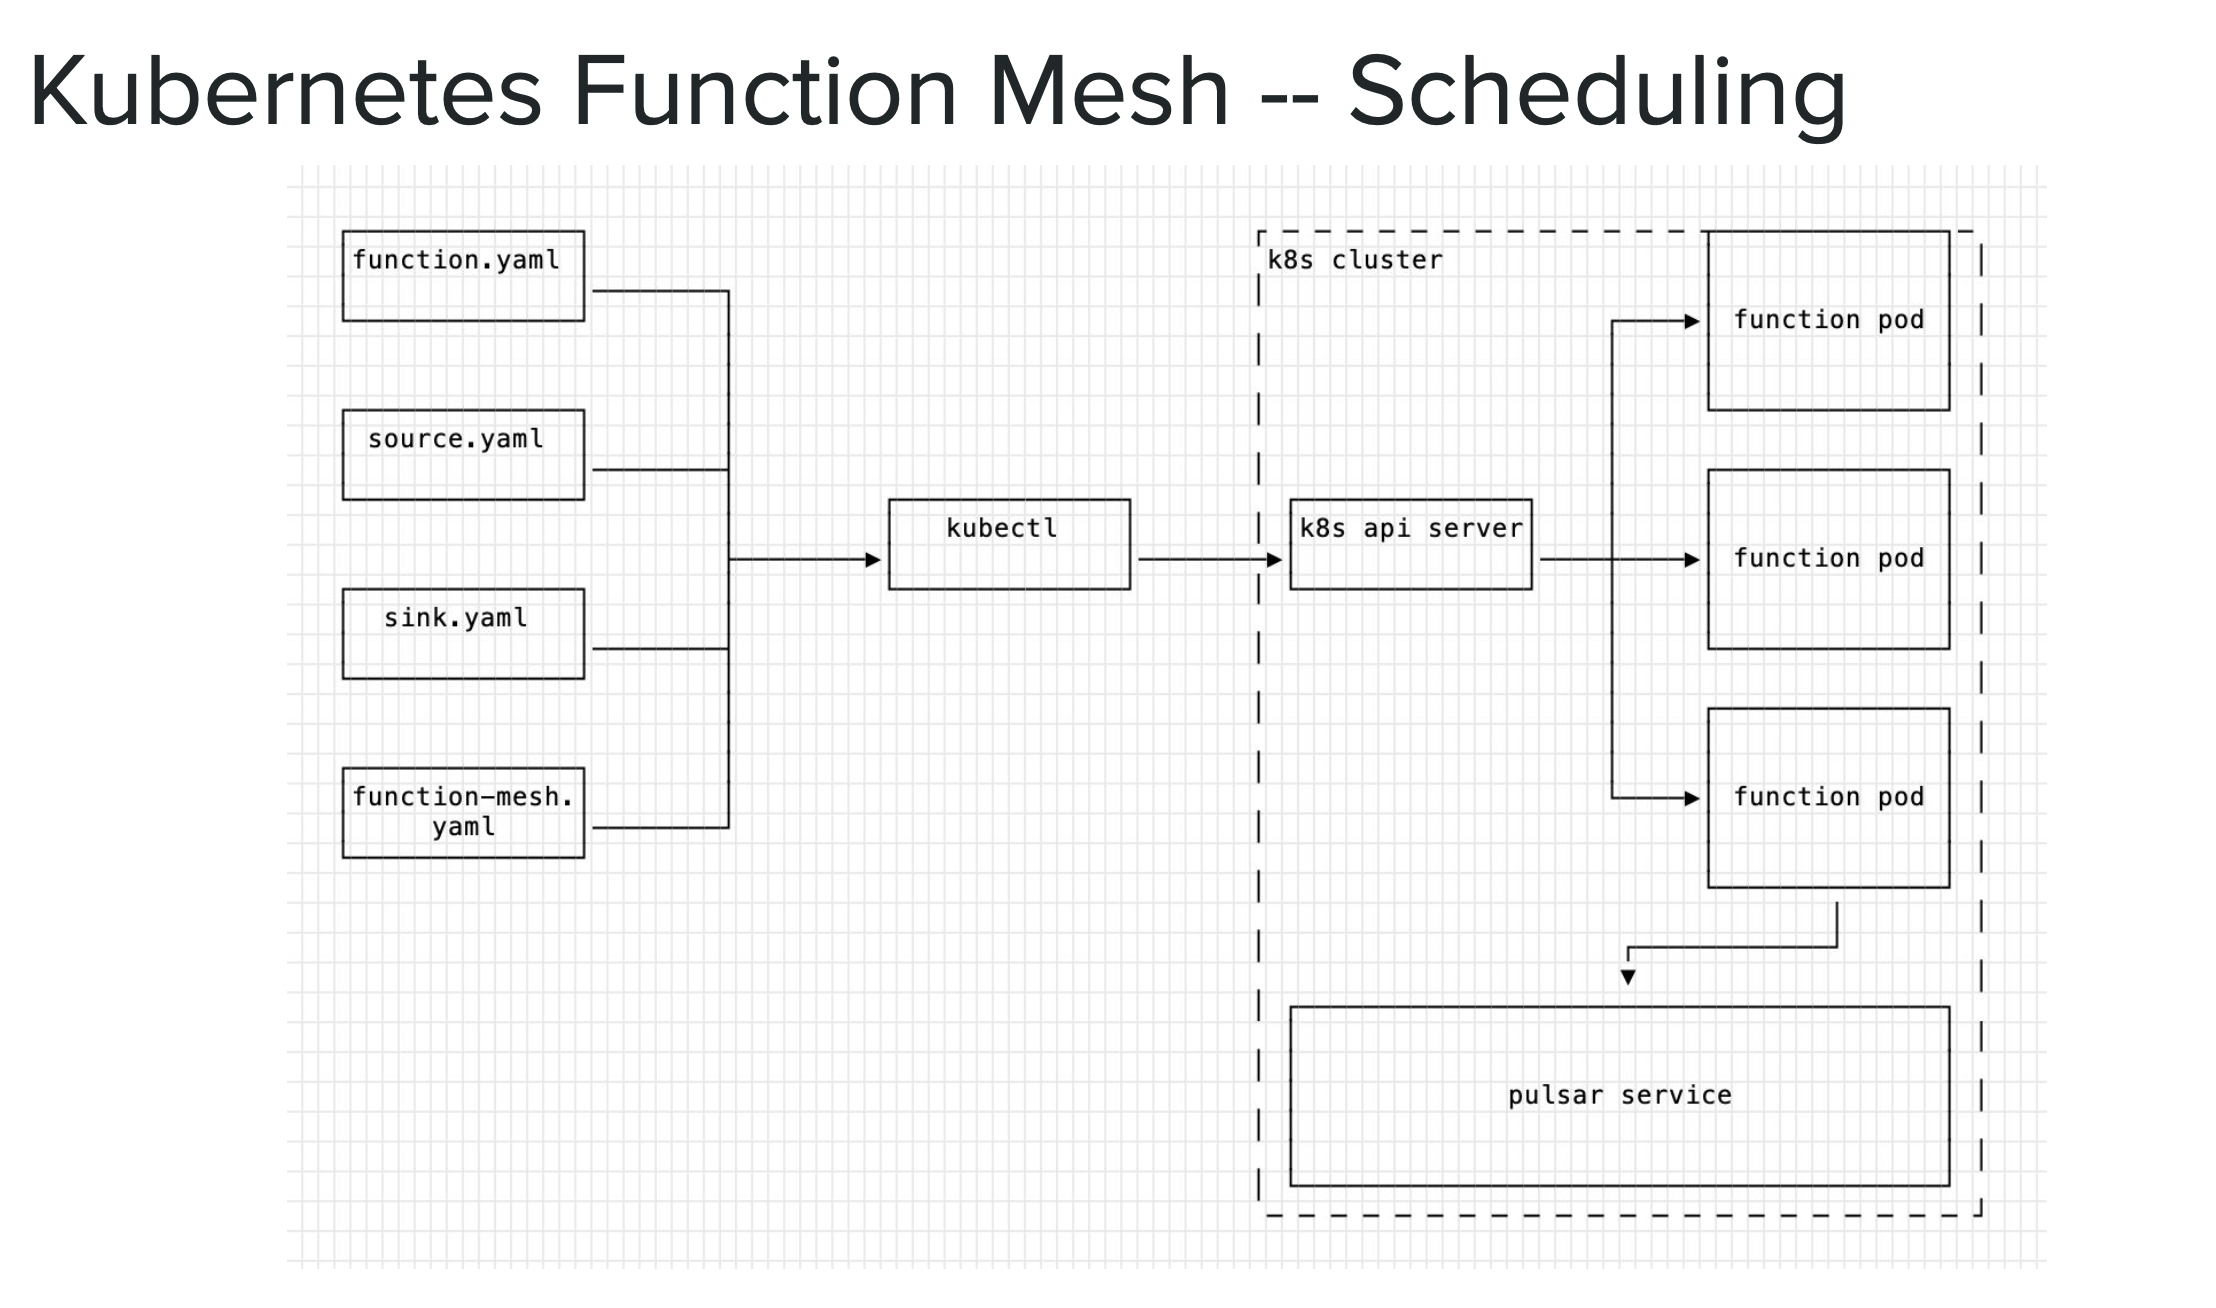 Kubernetes Function Mesh -- Scheduling
function.yaml
source.yaml
sink.yaml
function-mesh.
yaml
kubectl
k8s cluster
k8s api server
function pod
function pod
function pod
pulsar service